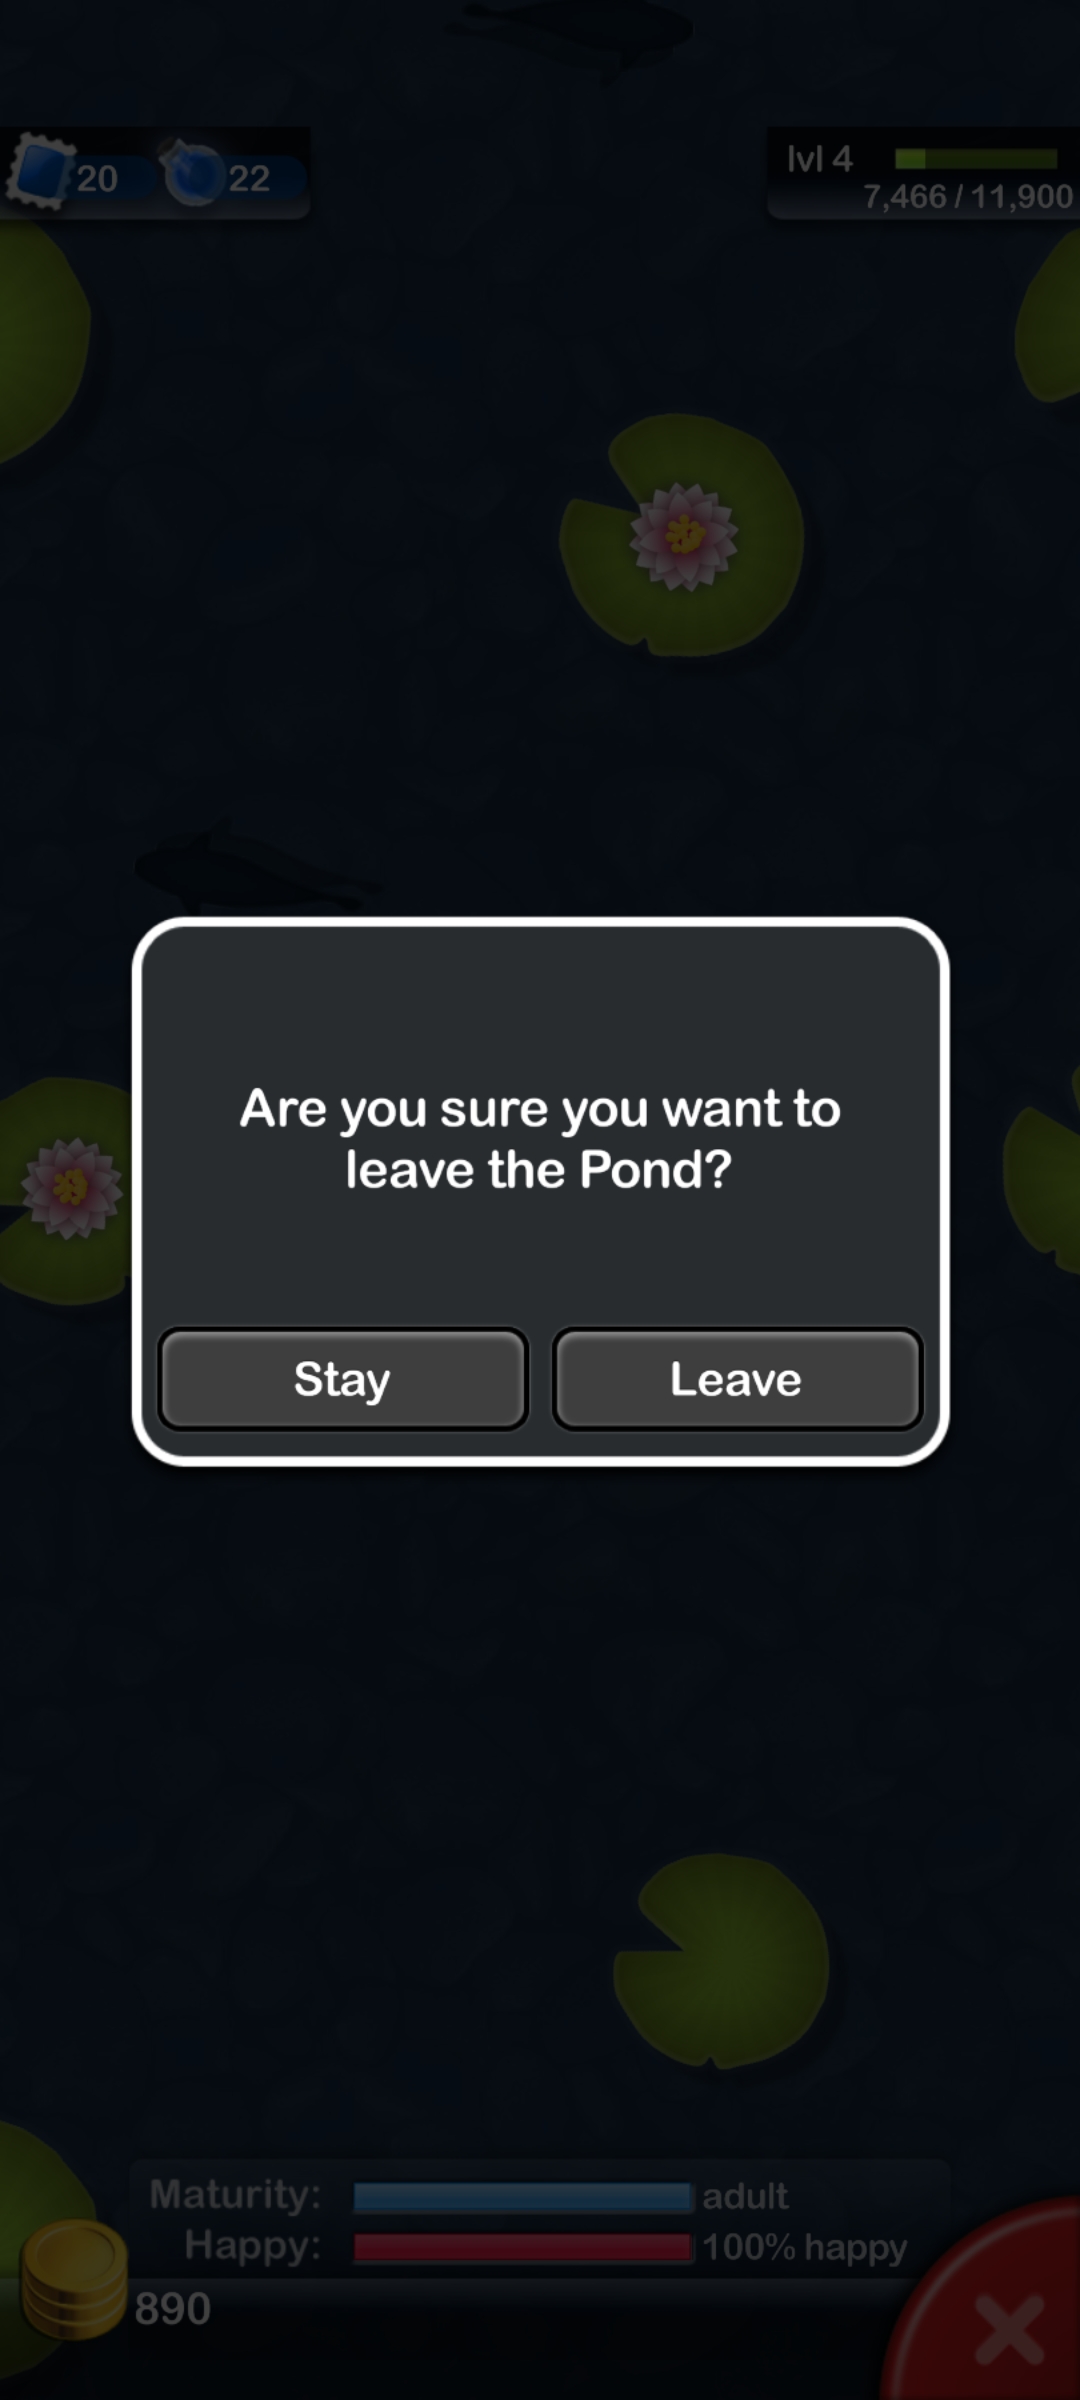 20
22
lvl 4
7,466 / 11,900
Are you sure you want to
leave the Pond?
Stay
Leave
Maturity: adult
Happy: 100% happy
890